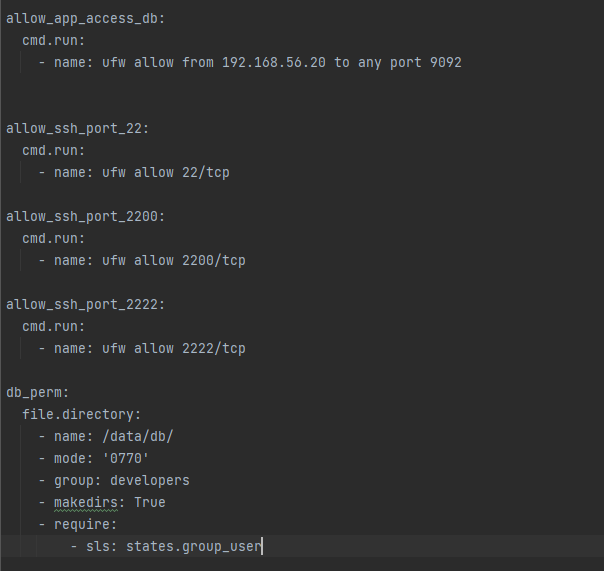 allow_app_access_db:
  cmd.run:
    - name: ufw allow from 192.168.56.20 to any port 9092
allow_ssh_port_22:
  cmd.run:
    - name: ufw allow 22/tcp
allow_ssh_port_2200:
  cmd.run:
    - name: ufw allow 2200/tcp
allow_ssh_port_2222:
  cmd.run:
    - name: ufw allow 2222/tcp
db_perm:
  file.directory:
    - name: /data/db/
    - mode: '0770'
    - group: developers
    - makedirs: True
    - require:
        - sls: states.group_user